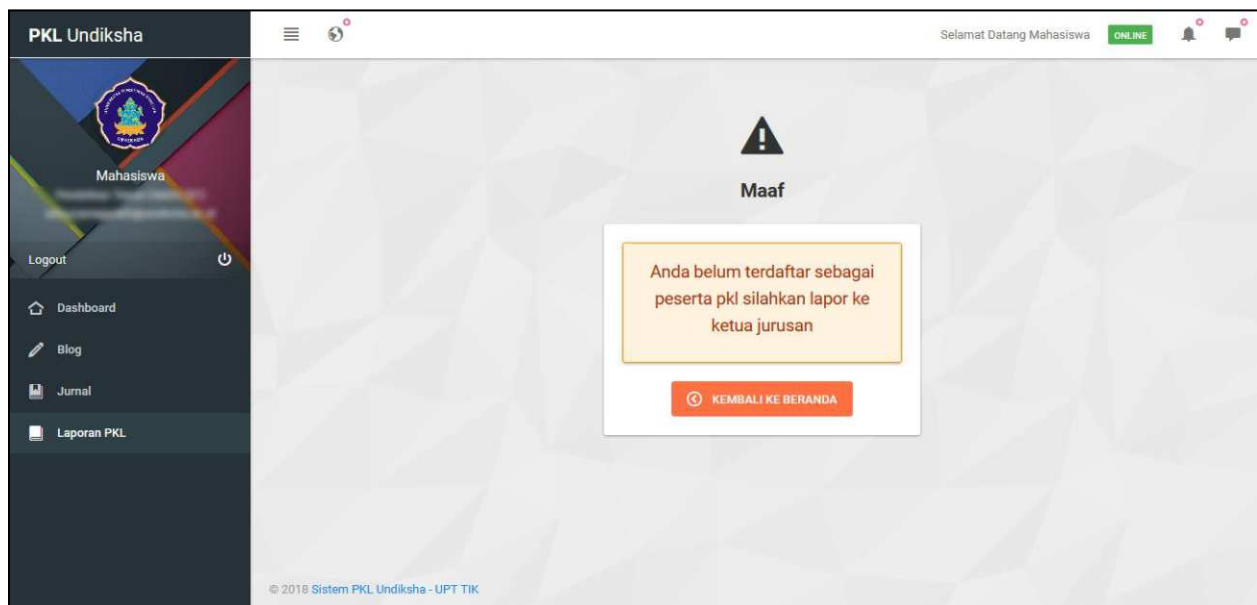 PKL Undiksha
Selamat Datang Mahasiswa
ONLINE
Mahasiswa
Logout
Dashboard
Blog
Jurnal
Laporan PKL
Maaf
Anda belum terdaftar sebagai
peserta pkl silahkan lapor ke
ketua jurusan
KEMBALI KE BERANDA
© 2018 Sistem PKL Undiksha - UPT TIK